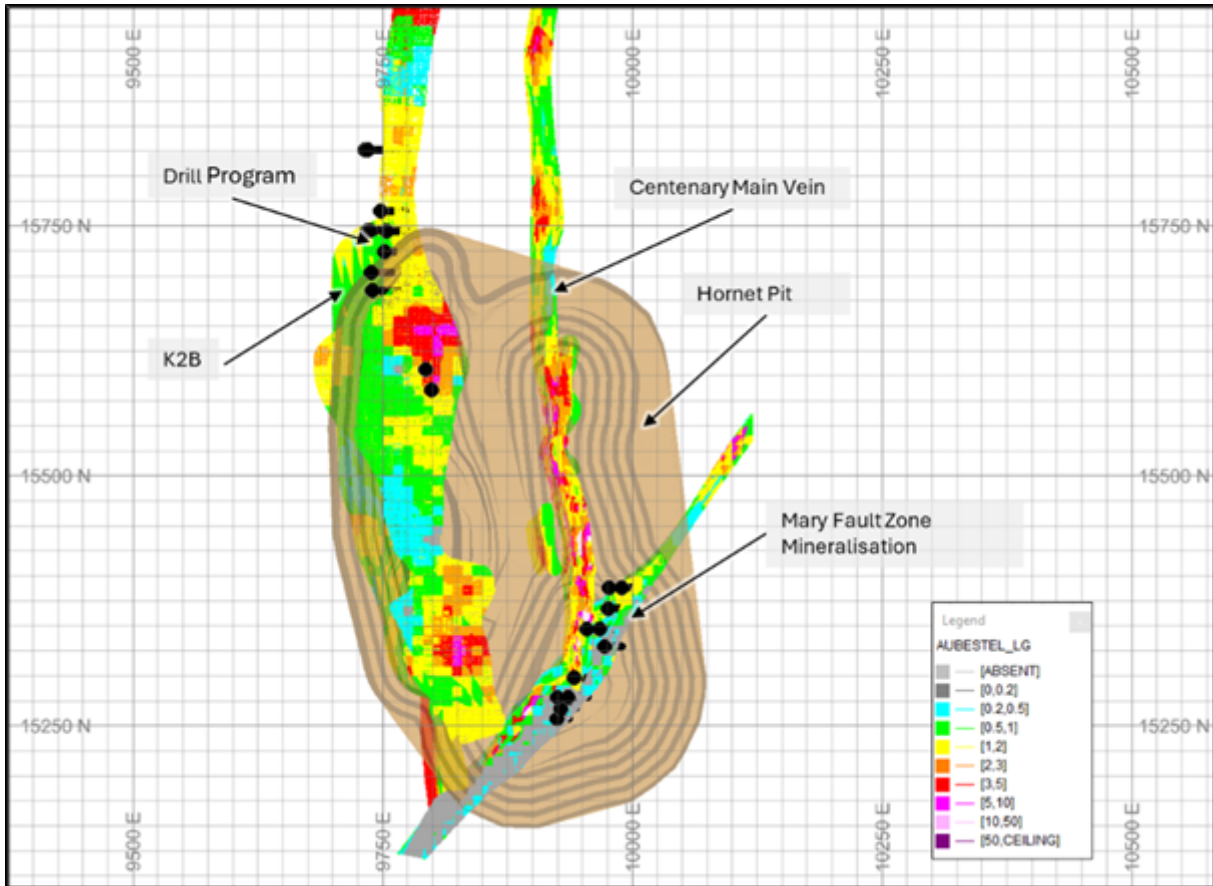 9500 E
9750 E
10000 E
10250 E
10500 E
Drill Program
Centenary Main Vein
15750 N
15750 N
Hornet Pit
K2B
15500 N
15500 N
Mary Fault Zone
Mineralisation
Legend
AUBESTEL_LG
[ABSENT]
[0,0.2]
[0.2,0.5]
[0.5,1]
[1,2]
[2,3]
[3,5]
[5,10]
[10,50]
[50,CEILING]
15250 N
15250 N
9500 E
9750 E
10000 E
10250 E
10500 E